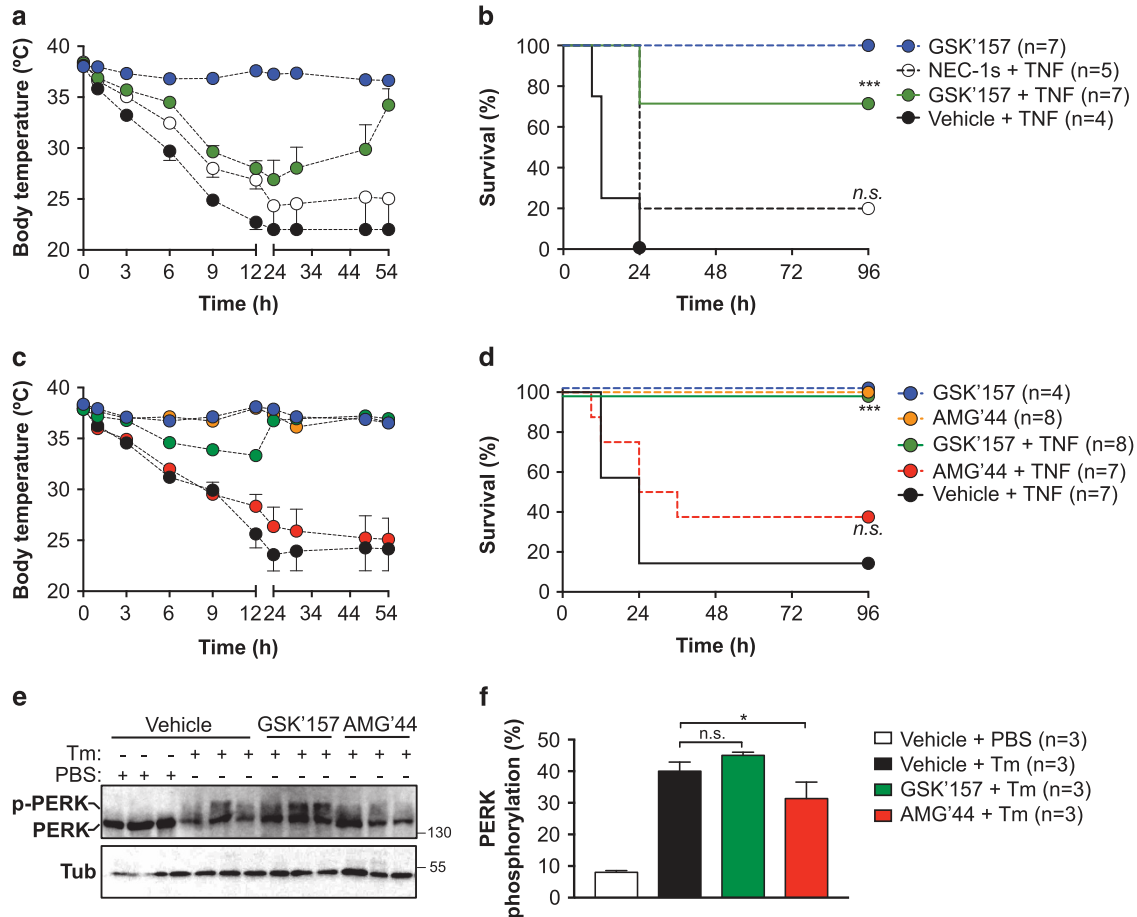 a
Body temperature (ºC)
40
35
30
25
20
0 3 6 9 12 24 34 44 54
Time (h)
b
Survival (%)
100
80
60
40
20
0
***
n.s.
0 24 48 72 96
Time (h)
GSK'157 (n=7)
NEC-1s + TNF (n=5)
GSK'157 + TNF (n=7)
Vehicle + TNF (n=4)
c
Body temperature (ºC)
40
35
30
25
20
0 3 6 9 12 24 34 44 54
Time (h)
d
Survival (%)
100
80
60
40
20
0
***
n.s.
0 24 48 72 96
Time (h)
GSK'157 (n=4)
AMG'44 (n=8)
GSK'157 + TNF (n=8)
AMG'44 + TNF (n=7)
Vehicle + TNF (n=7)
e
Vehicle GSK'157 AMG'44
Tm: - - - + + + + + + + + +
PBS: + + + - - - - - - - - -
p-PERK
PERK
130
Tub
55
f
PERK
phosphorylation (%)
50
40
30
20
10
0
*
n.s.
Vehicle + PBS (n=3)
Vehicle + Tm (n=3)
GSK'157 + Tm (n=3)
AMG'44 + Tm (n=3)